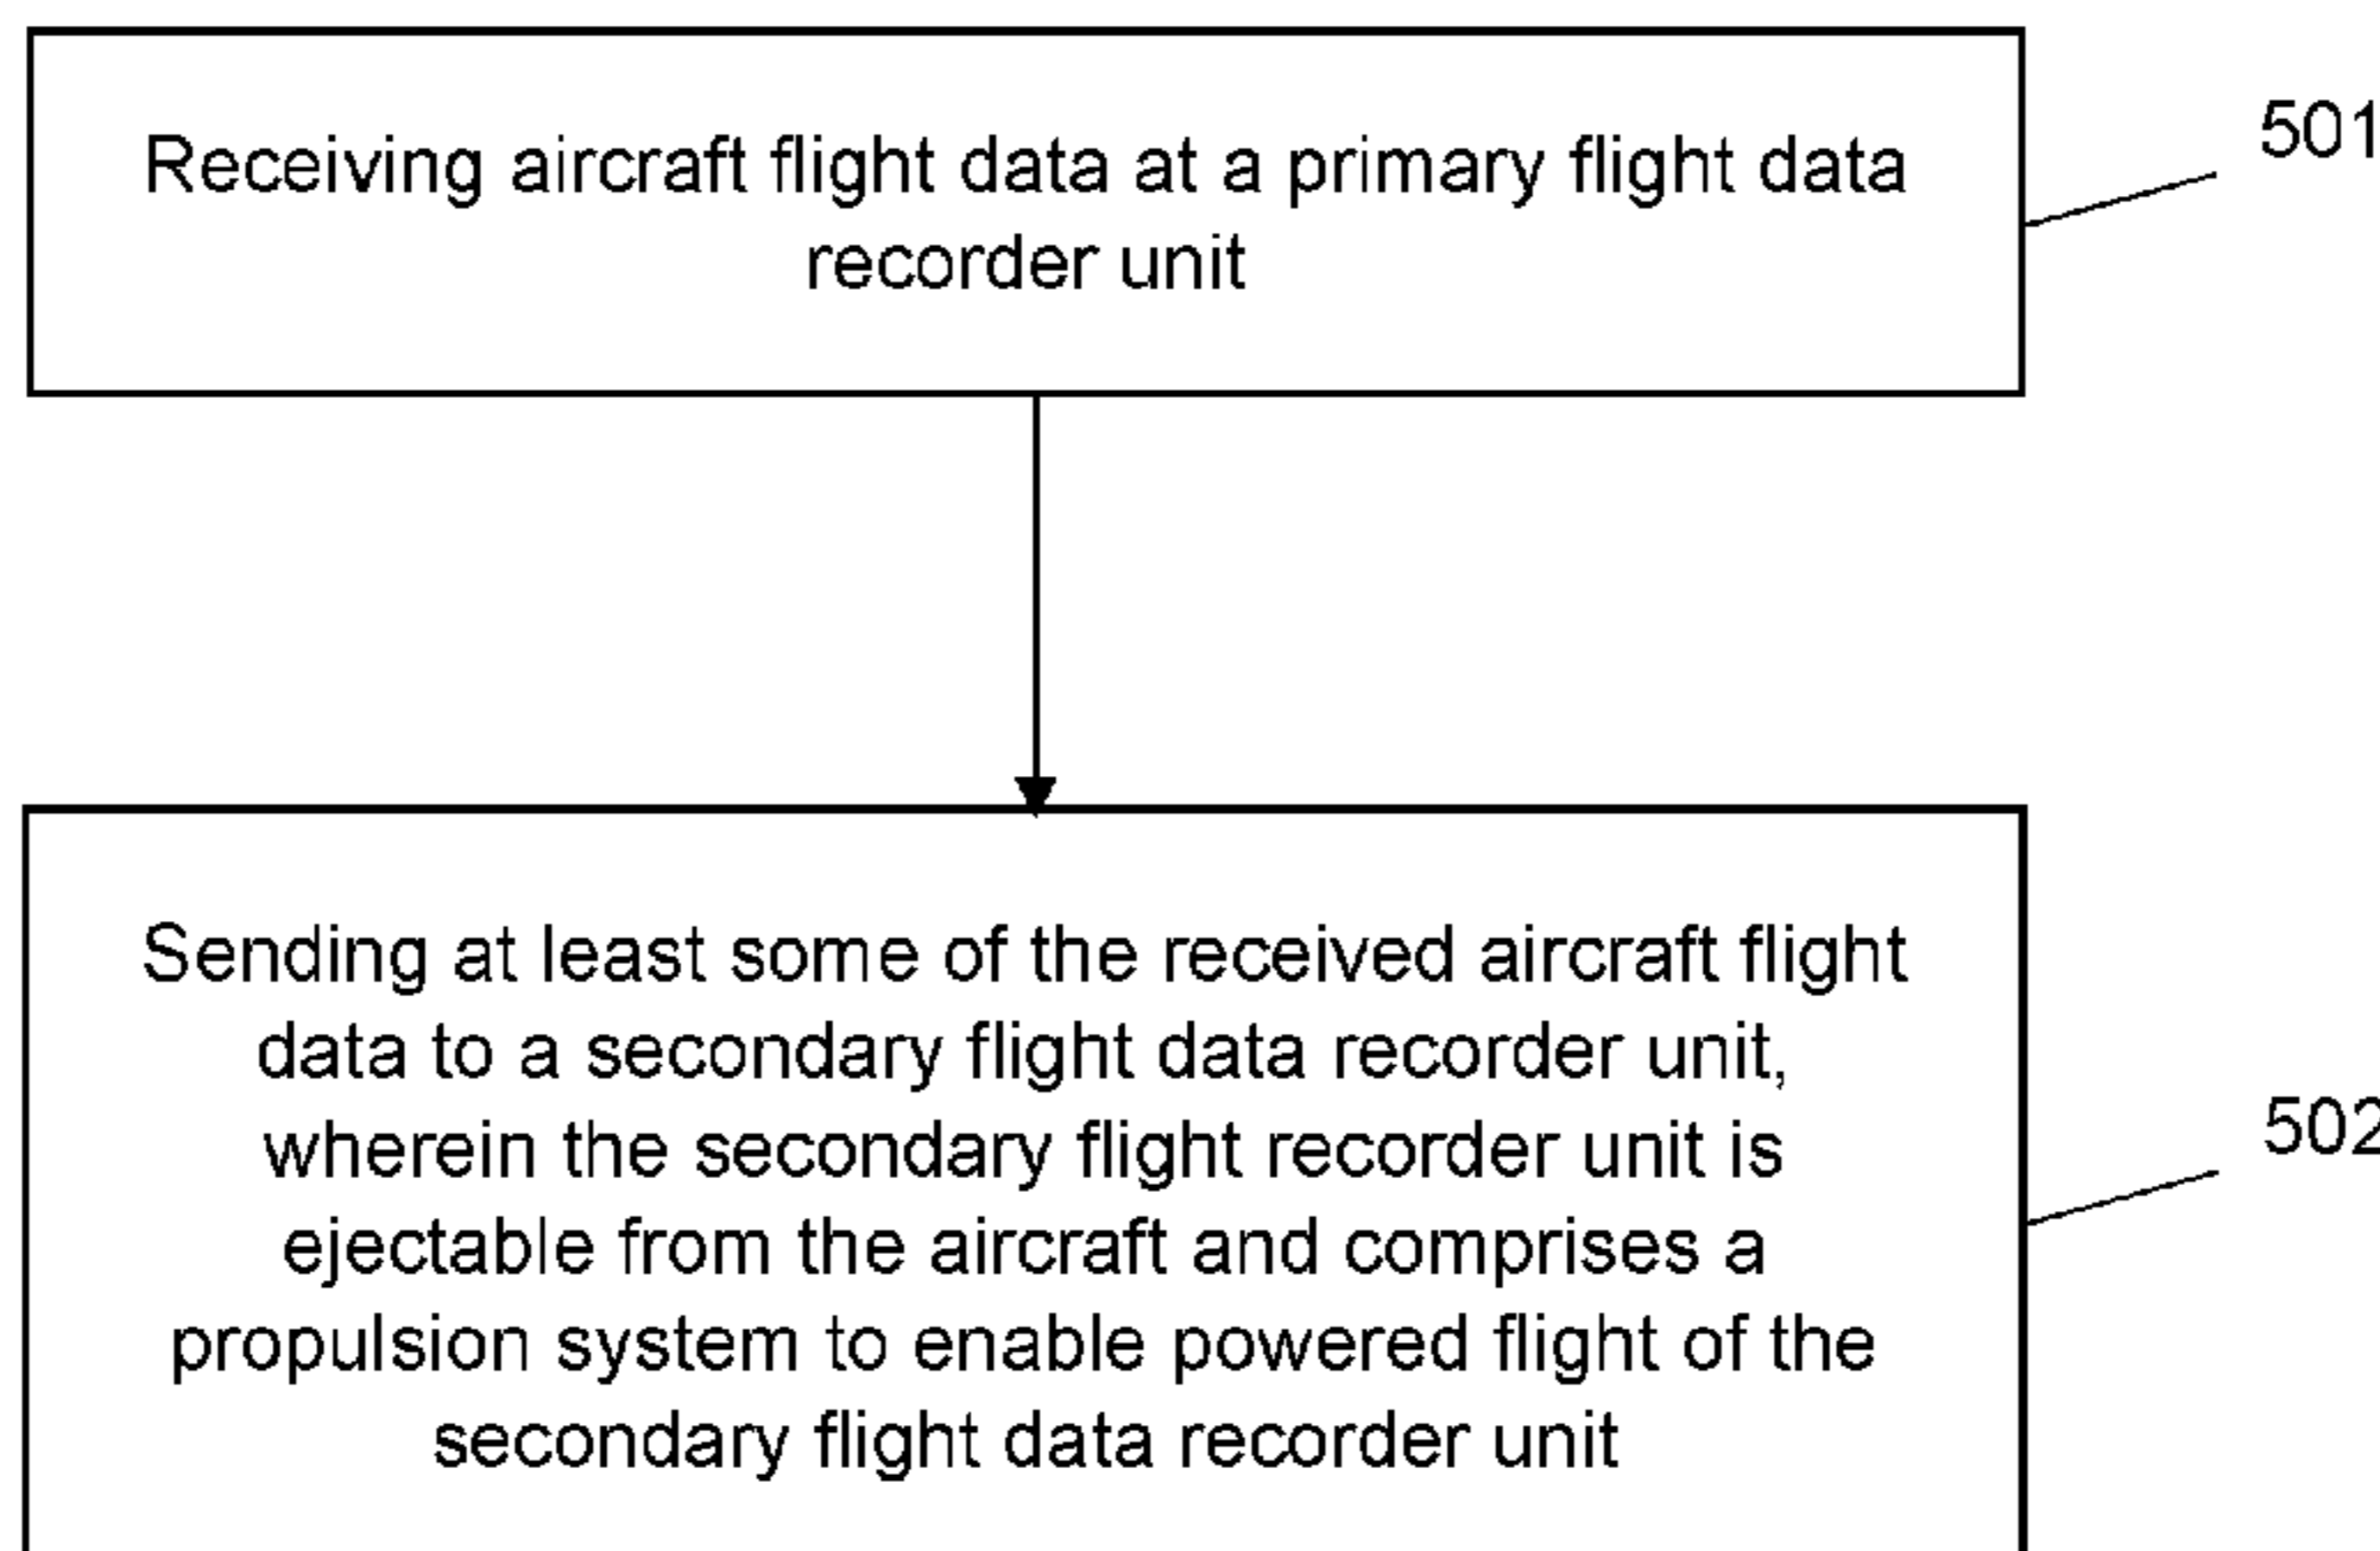 Receiving aircraft flight data at a primary flight data
recorder unit
501
Sending at least some of the received aircraft flight
data to a secondary flight data recorder unit,
wherein the secondary flight recorder unit is
ejectable from the aircraft and comprises a
propulsion system to enable powered flight of the
secondary flight data recorder unit
502